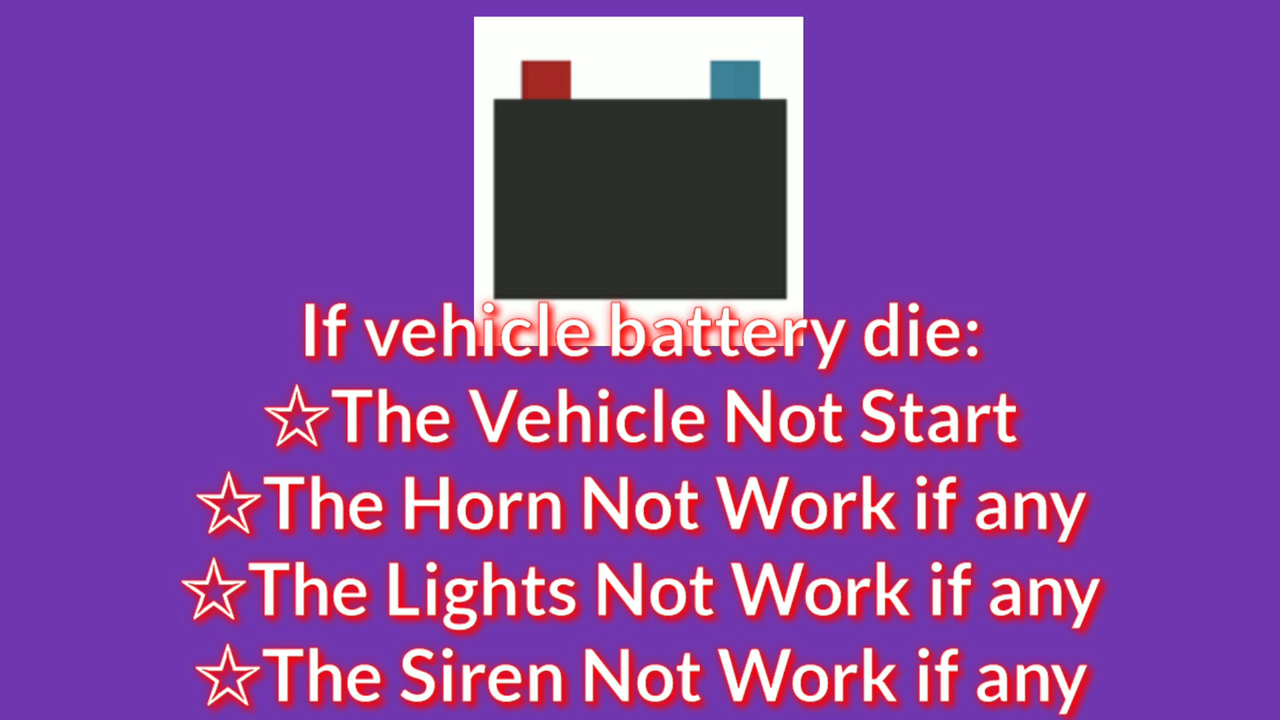 If vehicle battery die:
☆The Vehicle Not Start
☆The Horn Not Work if any
☆The Lights Not Work if any
☆The Siren Not Work if any